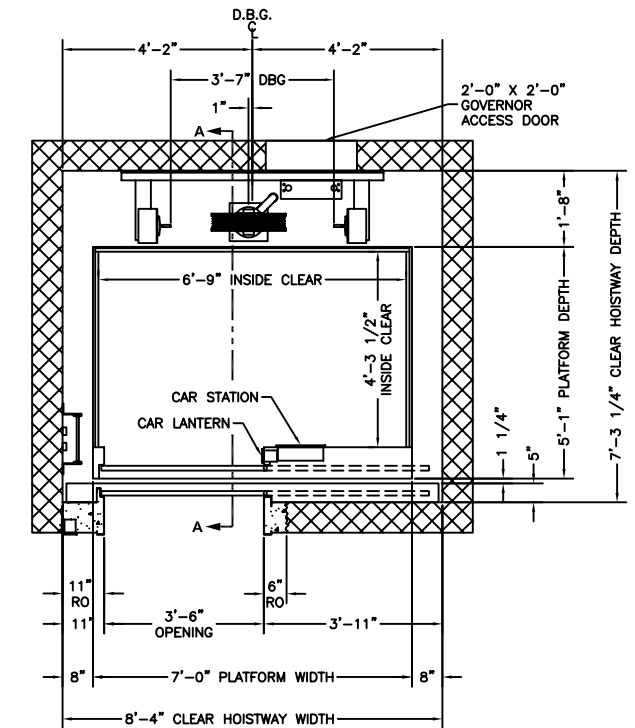 D.B.G.
℄
4'-2"
4'-2"
3'-7" DBG
1"
2'-0" X 2'-0"
GOVERNOR
ACCESS DOOR
A
1'-8"
6'-9" INSIDE CLEAR
4'-3 1/2"
INSIDE CLEAR
5'-1" PLATFORM DEPTH
7'-3 1/4" CLEAR HOISTWAY DEPTH
CAR STATION
CAR LANTERN
1 1/4"
5"
A
11"
RO
6"
RO
11"
3'-6"
OPENING
3'-11"
8"
7'-0" PLATFORM WIDTH
8"
8'-4" CLEAR HOISTWAY WIDTH